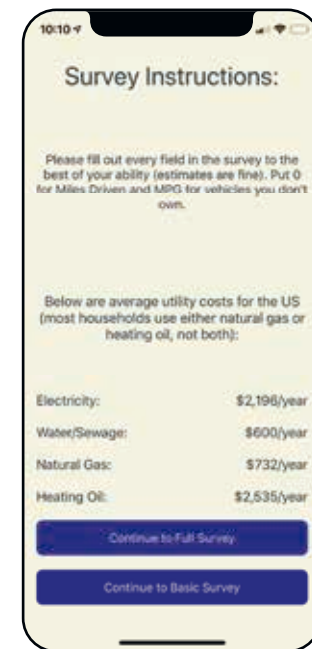 10:10
Survey Instructions:
Please fill out every field in the survey to the
best of your ability (estimates are fine). Put 0
for Miles Driven and MPG for vehicles you don't
own.
Below are average utility costs for the US
(most households use either natural gas or
heating oil, not both):
Electricity: $2,196/year
Water/Sewage: $600/year
Natural Gas: $732/year
Heating Oil: $2,535/year
Continue to Full Survey
Continue to Basic Survey